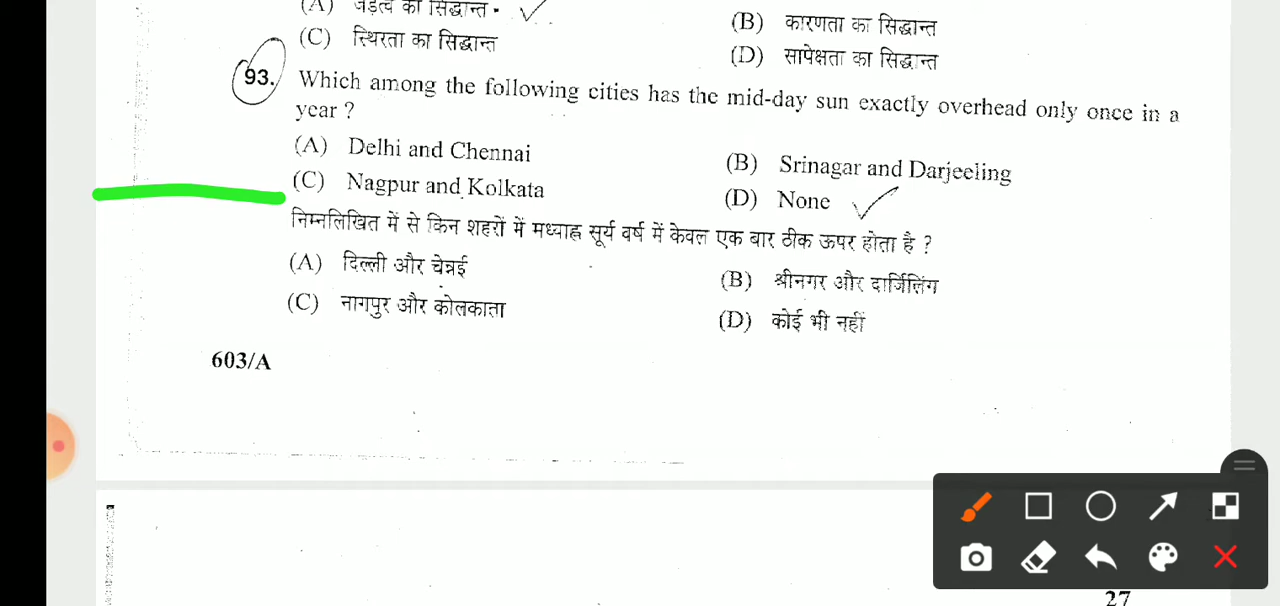 (A) जड़त्व का सिद्धान्त -
(B) कारणता का सिद्धान्त
(C) स्थिरता का सिद्धान्त
(D) सापेक्षता का सिद्धान्त
93. Which among the following cities has the mid-day sun exactly overhead only once in a
year ?
(A) Delhi and Chennai
(B) Srinagar and Darjeeling
(C) Nagpur and Kolkata
(D) None
निम्नलिखित में से किन शहरों में मध्याह्न सूर्य वर्ष में केवल एक बार ठीक ऊपर होता है ?
(A) दिल्ली और चेन्नई
(B) श्रीनगर और दार्जिलिंग
(C) नागपुर और कोलकाता
(D) कोई भी नहीं
603/A
27